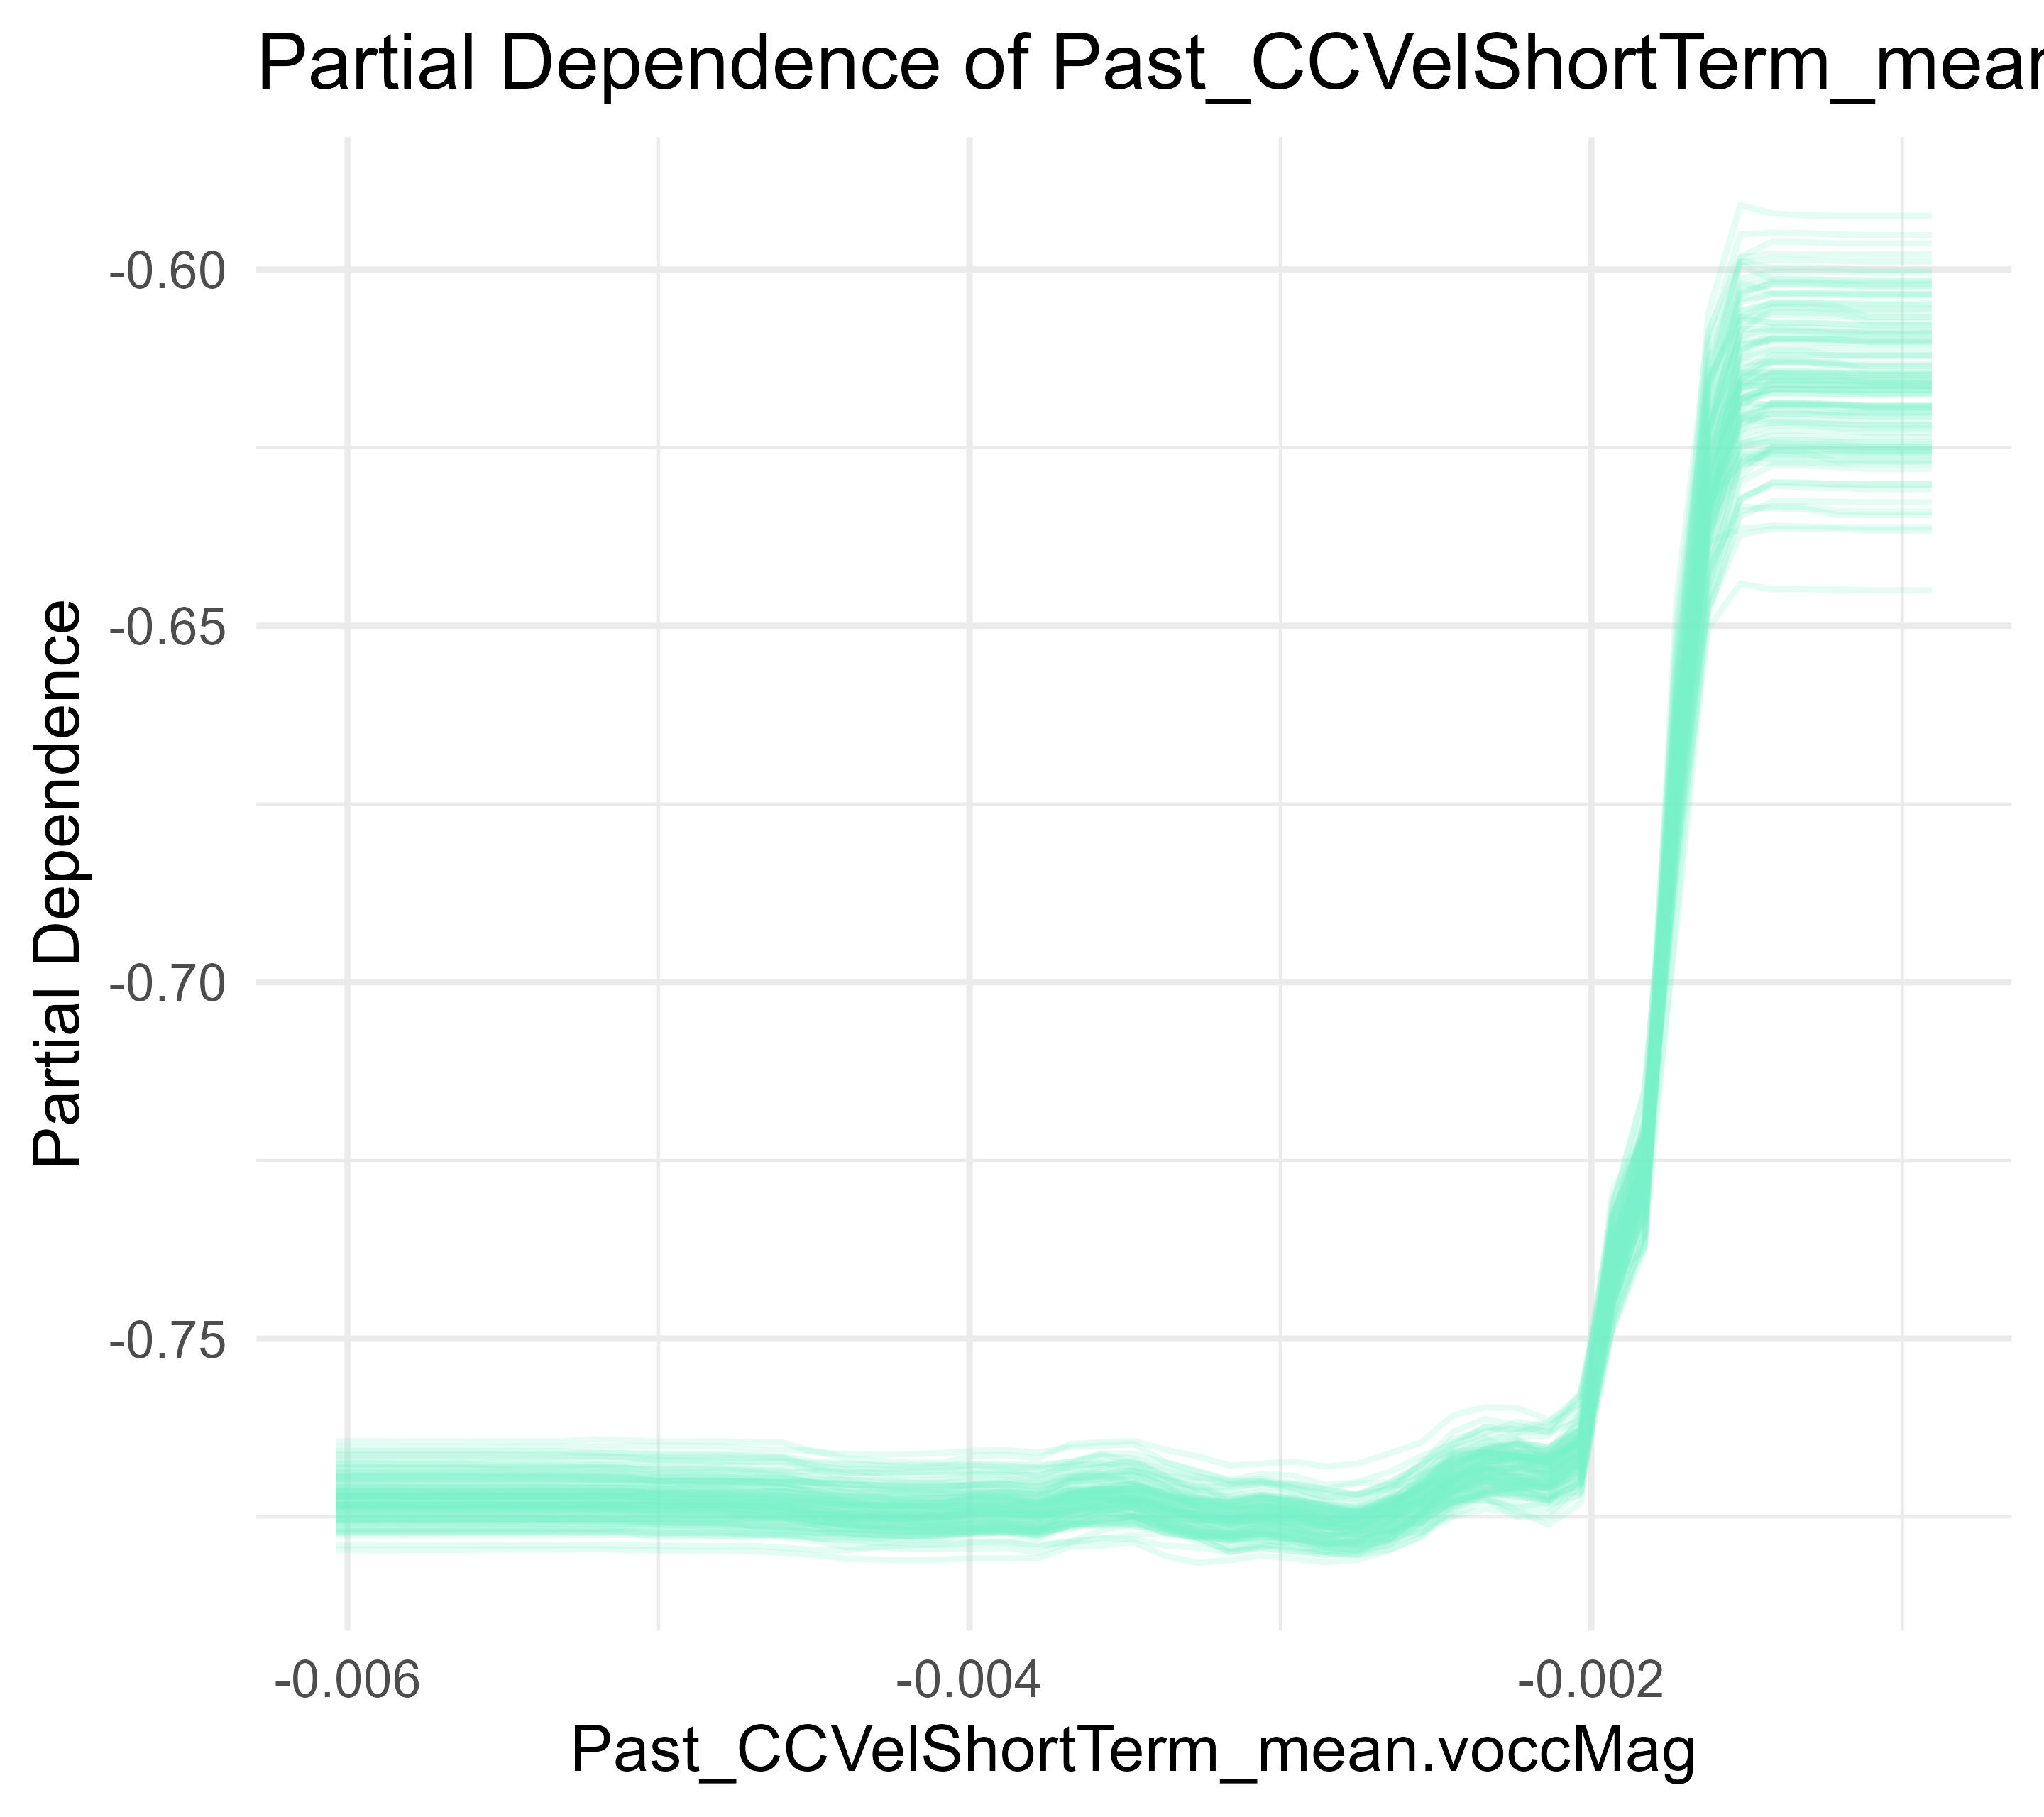 Partial Dependence of Past_CCVelShortTerm_mean
-0.60
-0.65
-0.70
-0.75
Partial Dependence
-0.006
-0.004
-0.002
Past_CCVelShortTerm_mean.voccMag